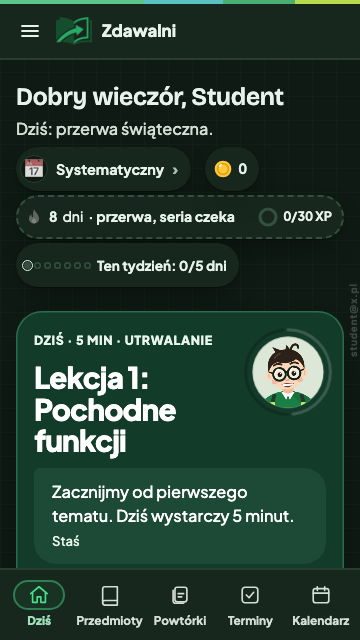 Zdawalni
Dobry wieczór, Student
Dziś: przerwa świąteczna.
17 Systematyczny ›
0
8 dni · przerwa, seria czeka
0/30 XP
Ten tydzień: 0/5 dni
student@x.pl
DZIŚ · 5 MIN · UTRWALANIE
Lekcja 1:
Pochodne
funkcji
Zacznijmy od pierwszego
tematu. Dziś wystarczy 5 minut.
Staś
Dziś Przedmioty Powtórki Terminy Kalendarz